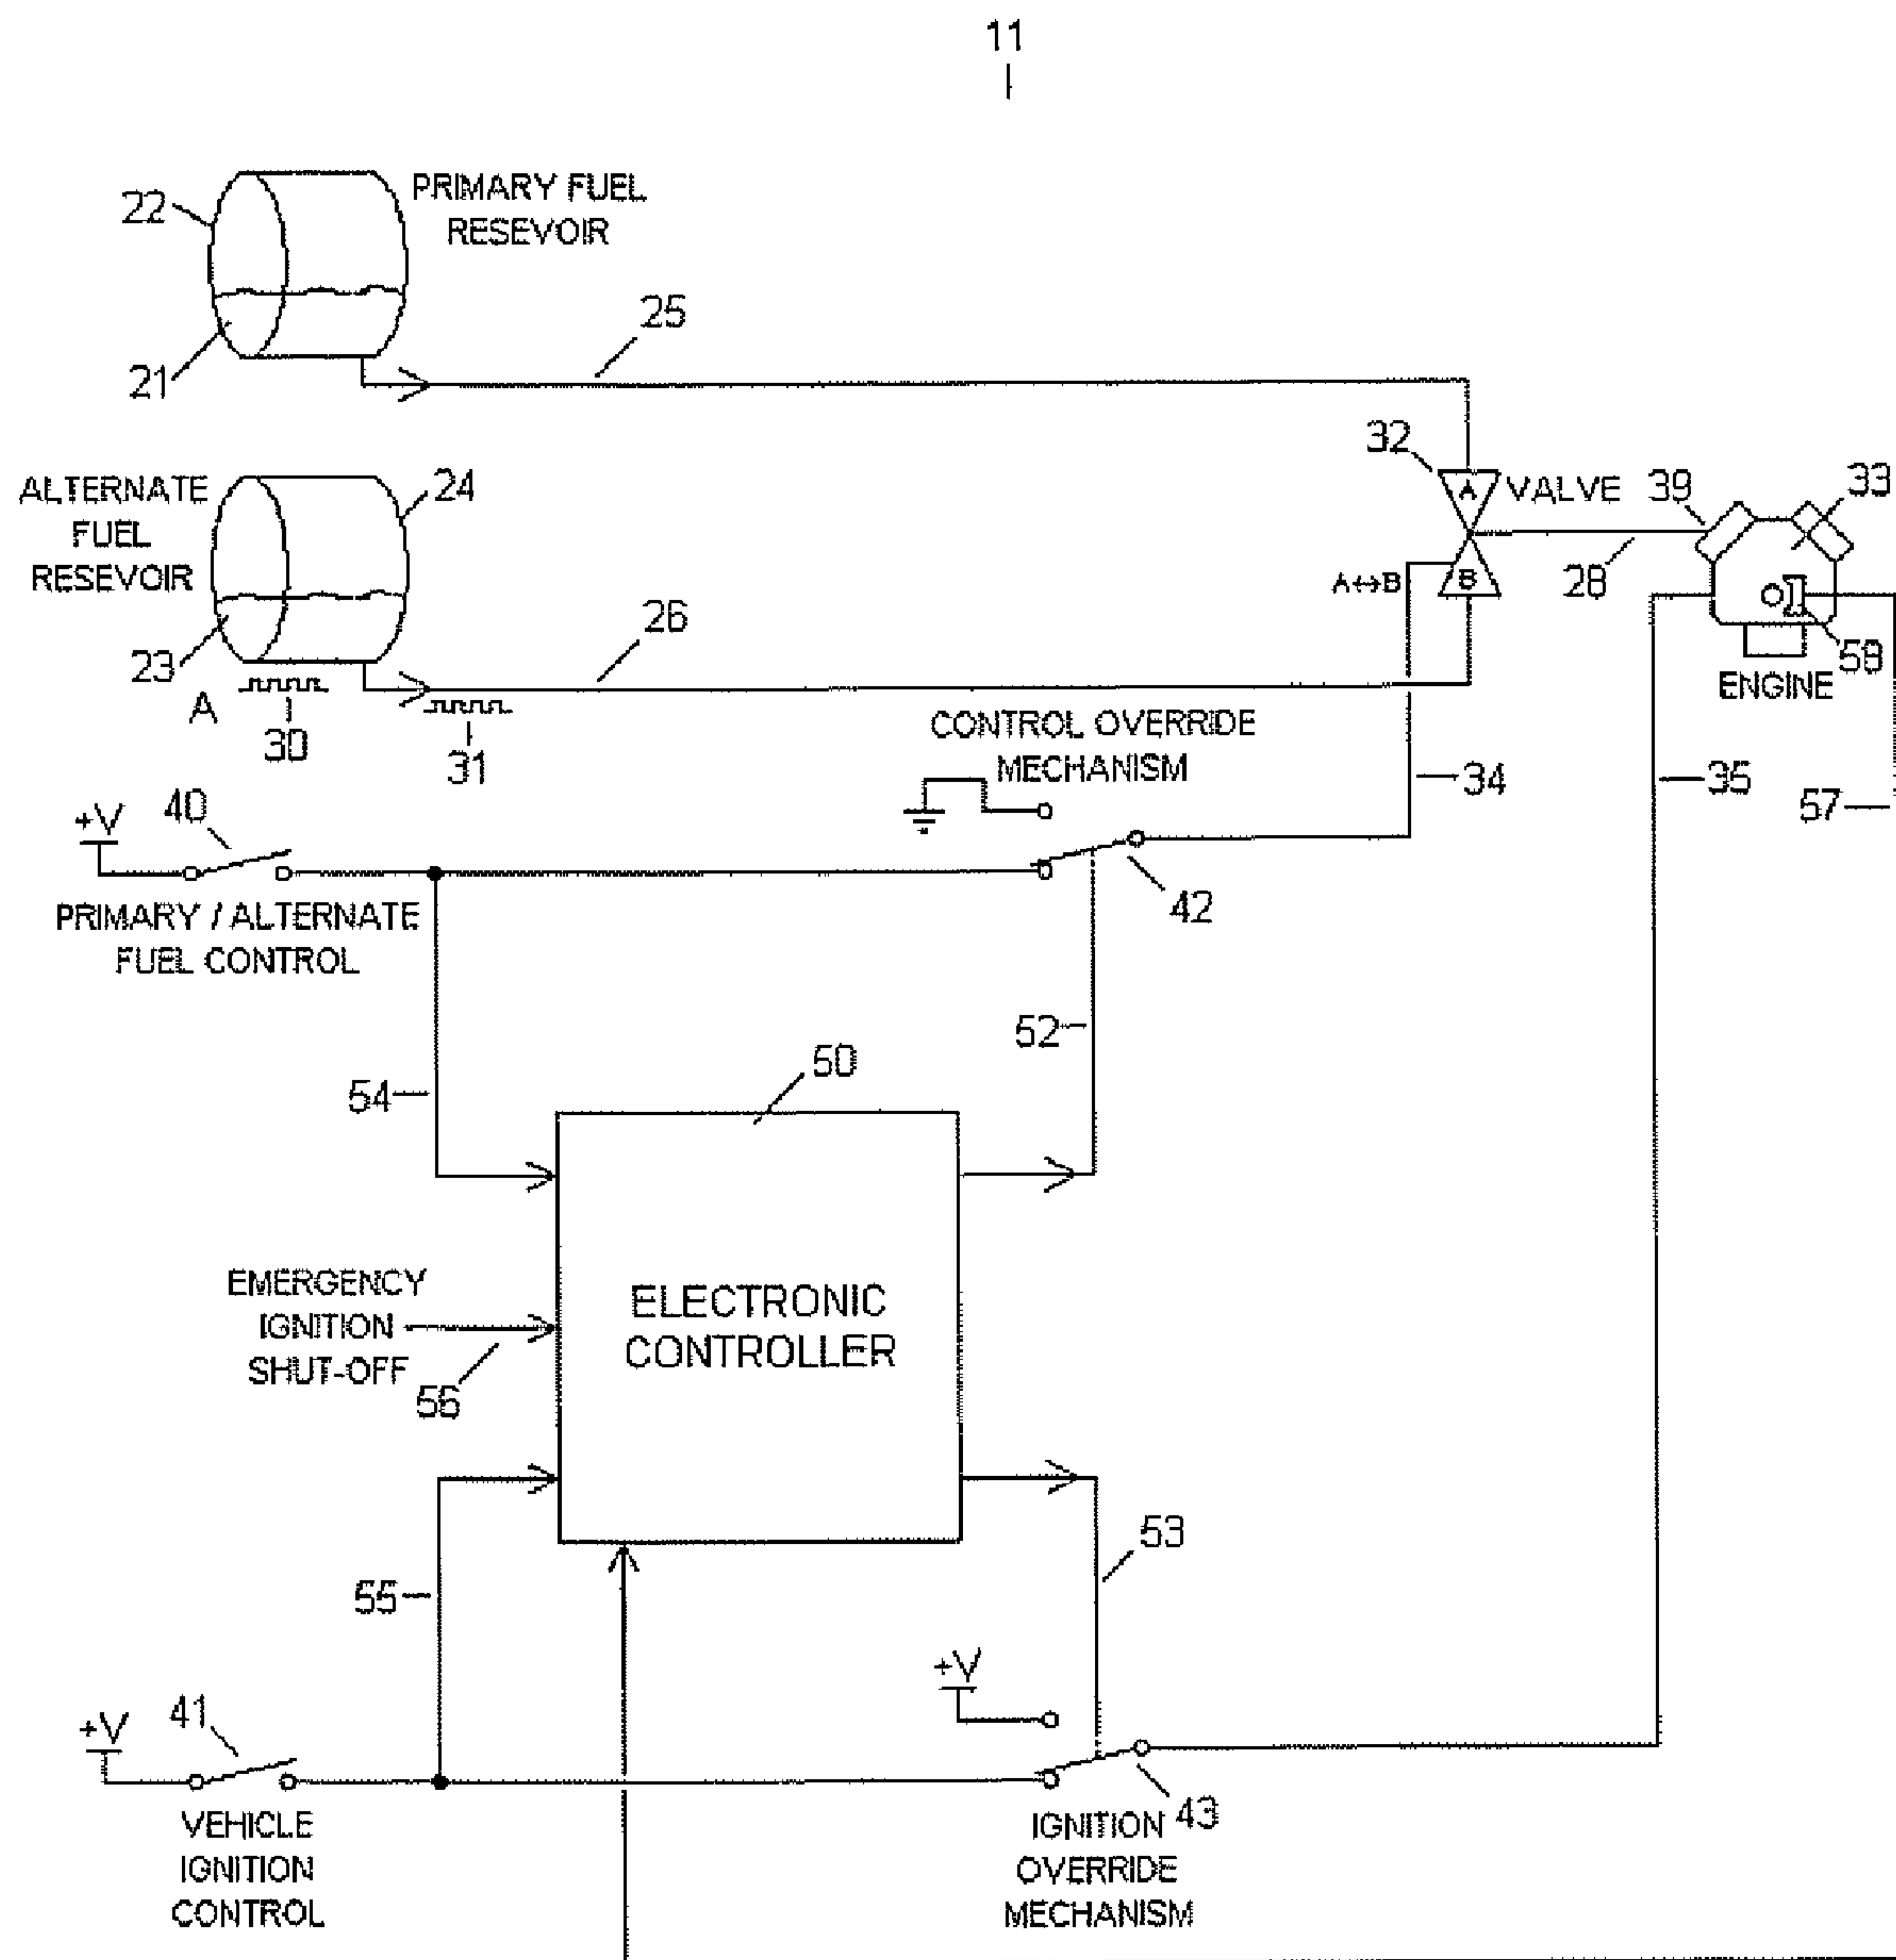 11
22
PRIMARY FUEL
RESEVOIR
21
25
ALTERNATE
FUEL
RESEVOIR
24
23
A
30
31
26
32
A
VALVE
B
A↔B
39
33
28
58
ENGINE
CONTROL OVERRIDE
MECHANISM
34
35
57
+V
40
PRIMARY / ALTERNATE
FUEL CONTROL
42
52
54
50
EMERGENCY
IGNITION
SHUT-OFF
56
ELECTRONIC
CONTROLLER
55
53
+V
41
VEHICLE
IGNITION
CONTROL
+V
43
IGNITION
OVERRIDE
MECHANISM